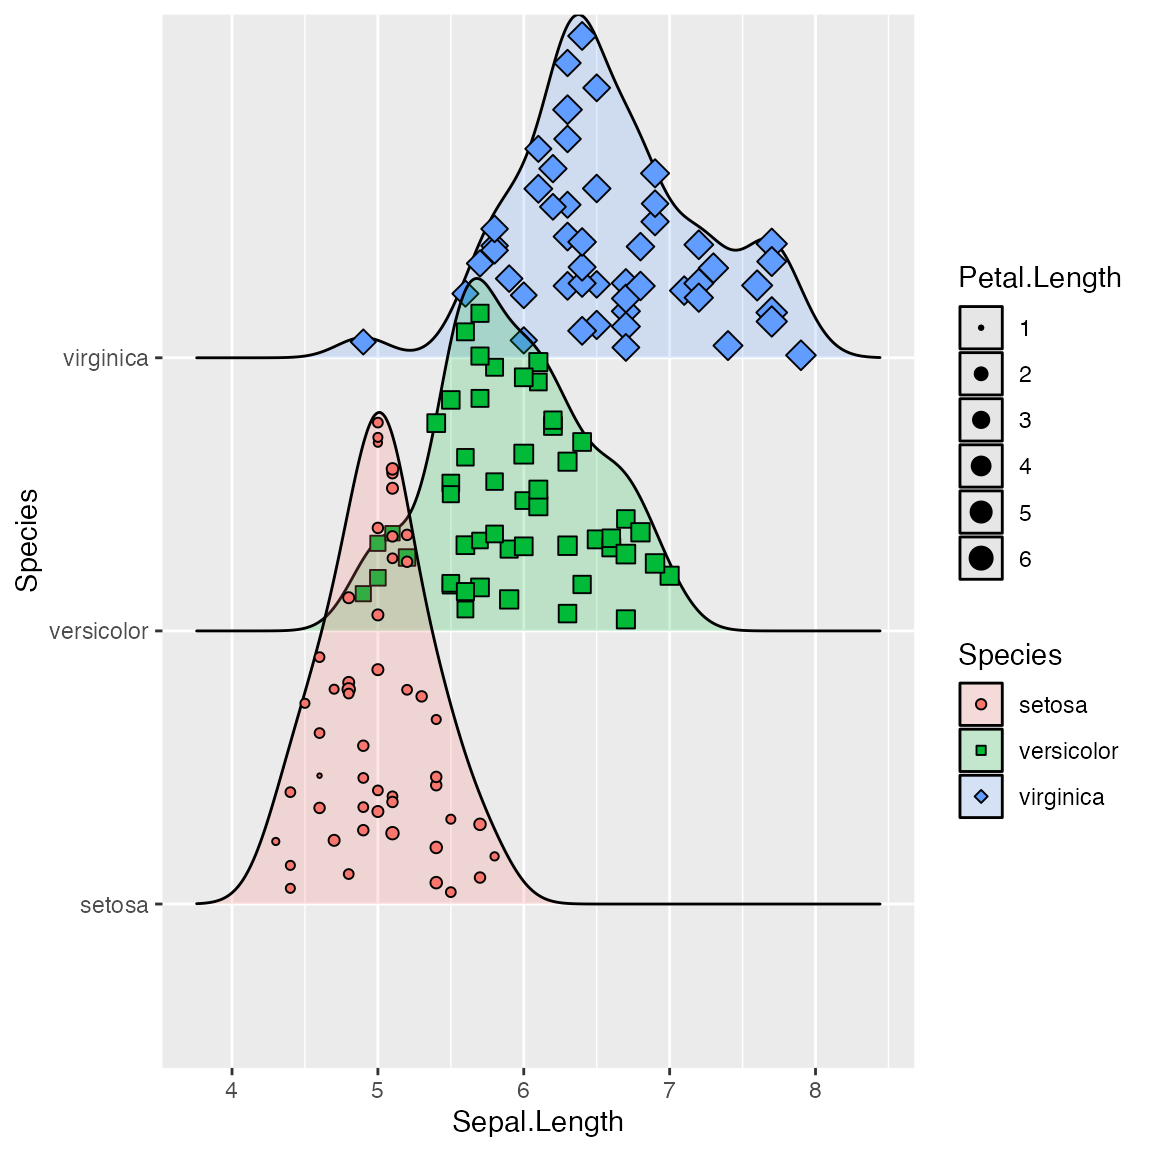 virginica
versicolor
setosa
Species
4 5 6 7 8
Sepal.Length
Petal.Length
1
2
3
4
5
6
Species
setosa
versicolor
virginica